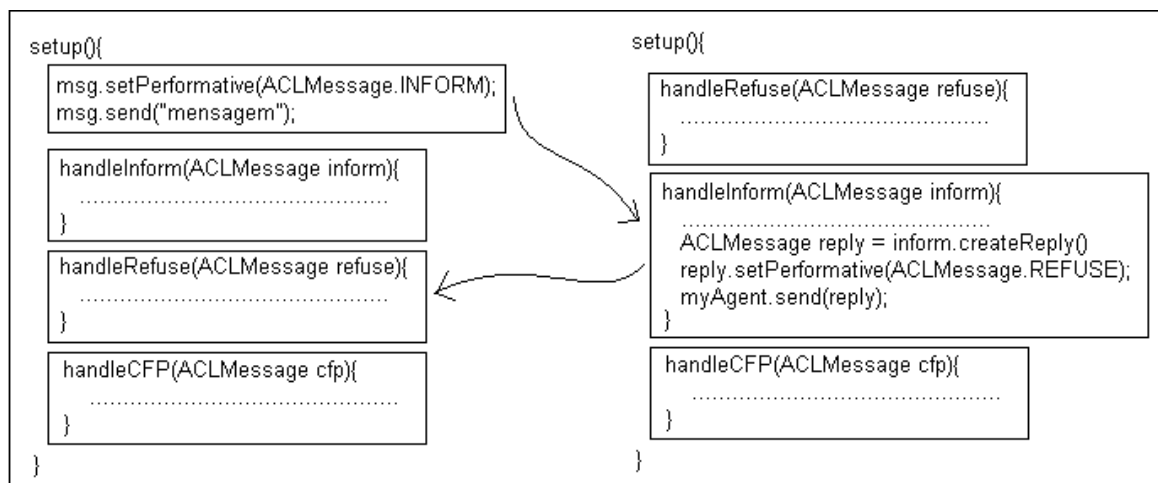 setup(){
msg.setPerformative(ACLMessage.INFORM);
msg.send("mensagem");
handleInform(ACLMessage inform){
................................................
}
handleRefuse(ACLMessage refuse){
................................................
}
handleCFP(ACLMessage cfp){
................................................
}
}
setup(){
handleRefuse(ACLMessage refuse){
................................................
}
handleInform(ACLMessage inform){
................................................
ACLMessage reply = inform.createReply()
reply.setPerformative(ACLMessage.REFUSE);
myAgent.send(reply);
}
handleCFP(ACLMessage cfp){
................................................
}
}